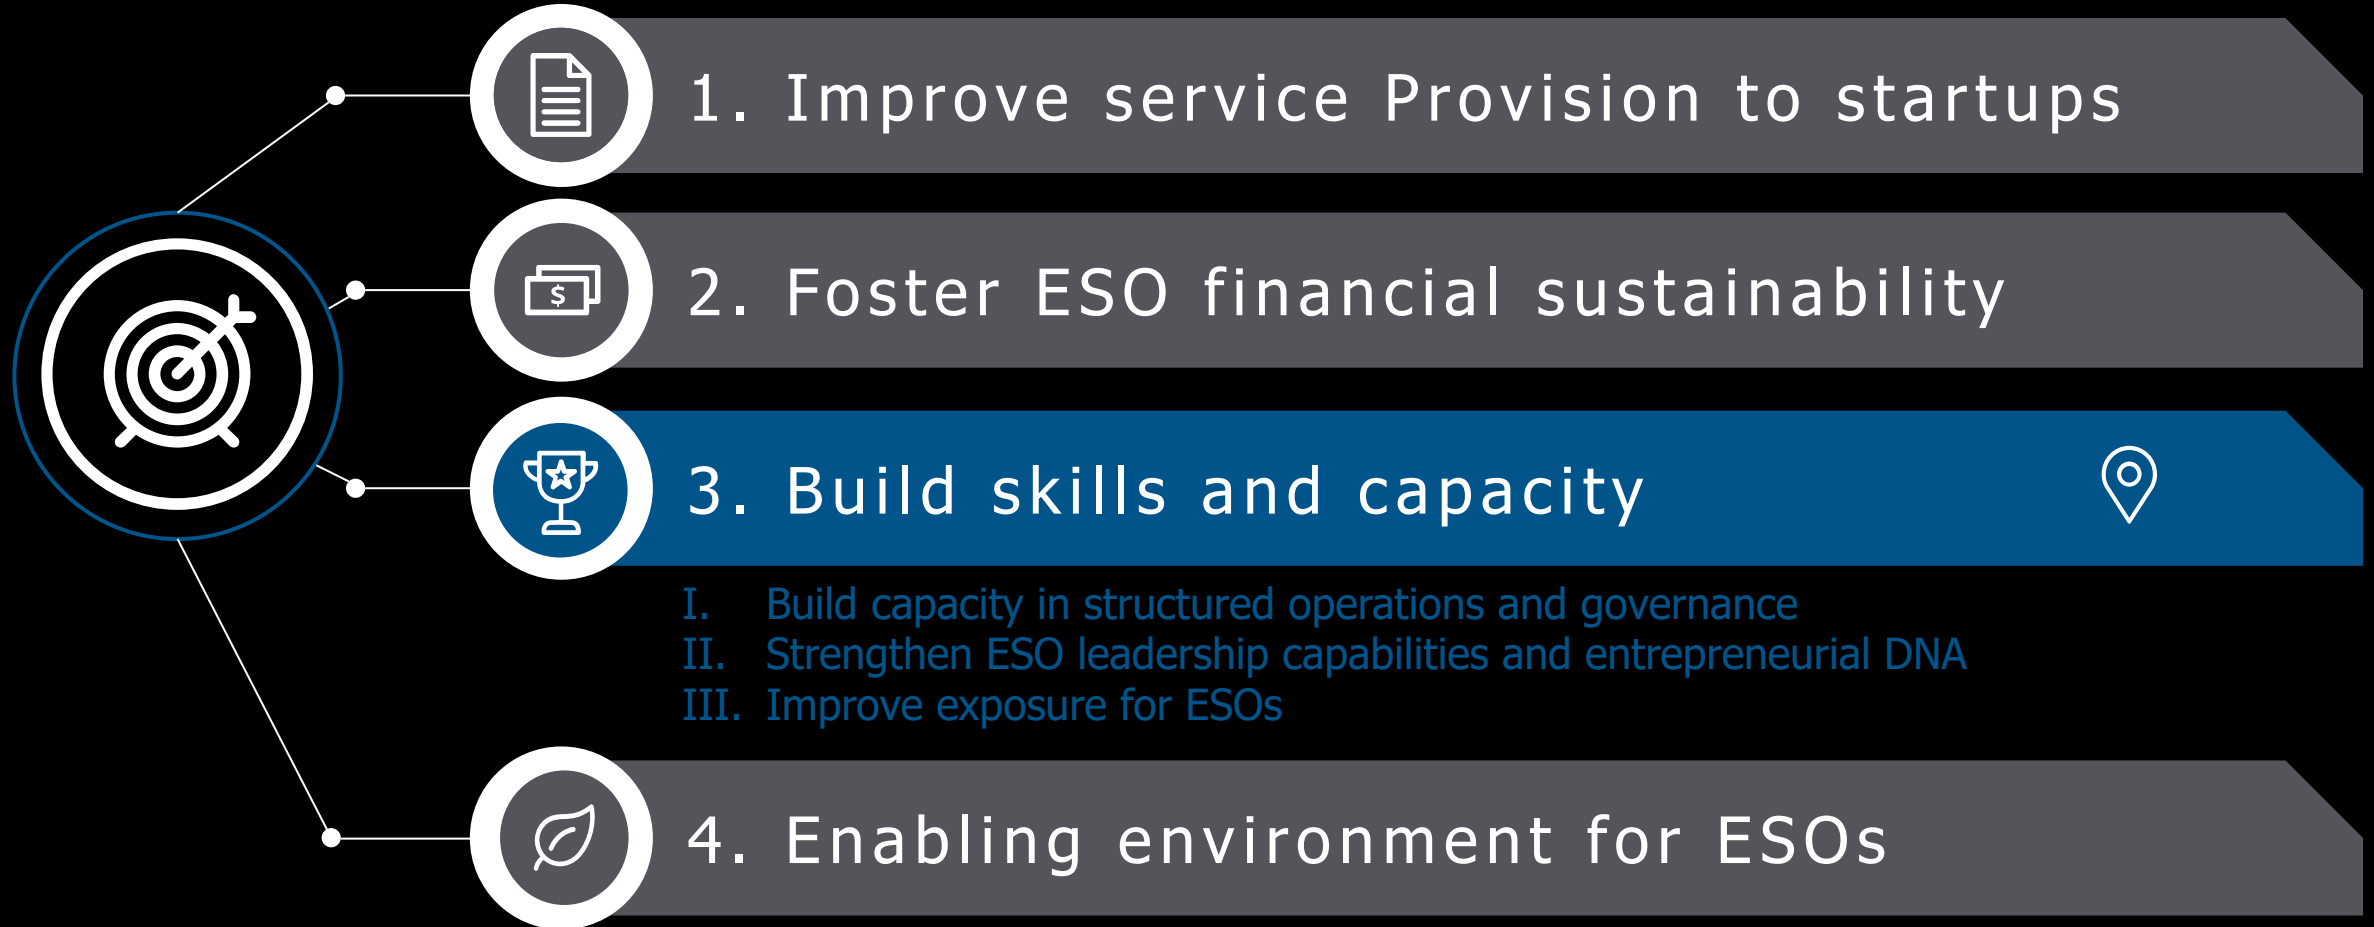 1. Improve service Provision to startups
$
2. Foster ESO financial sustainability
3. Build skills and capacity
I. Build capacity in structured operations and governance
II. Strengthen ESO leadership capabilities and entrepreneurial DNA
III. Improve exposure for ESOs
4. Enabling environment for ESOs